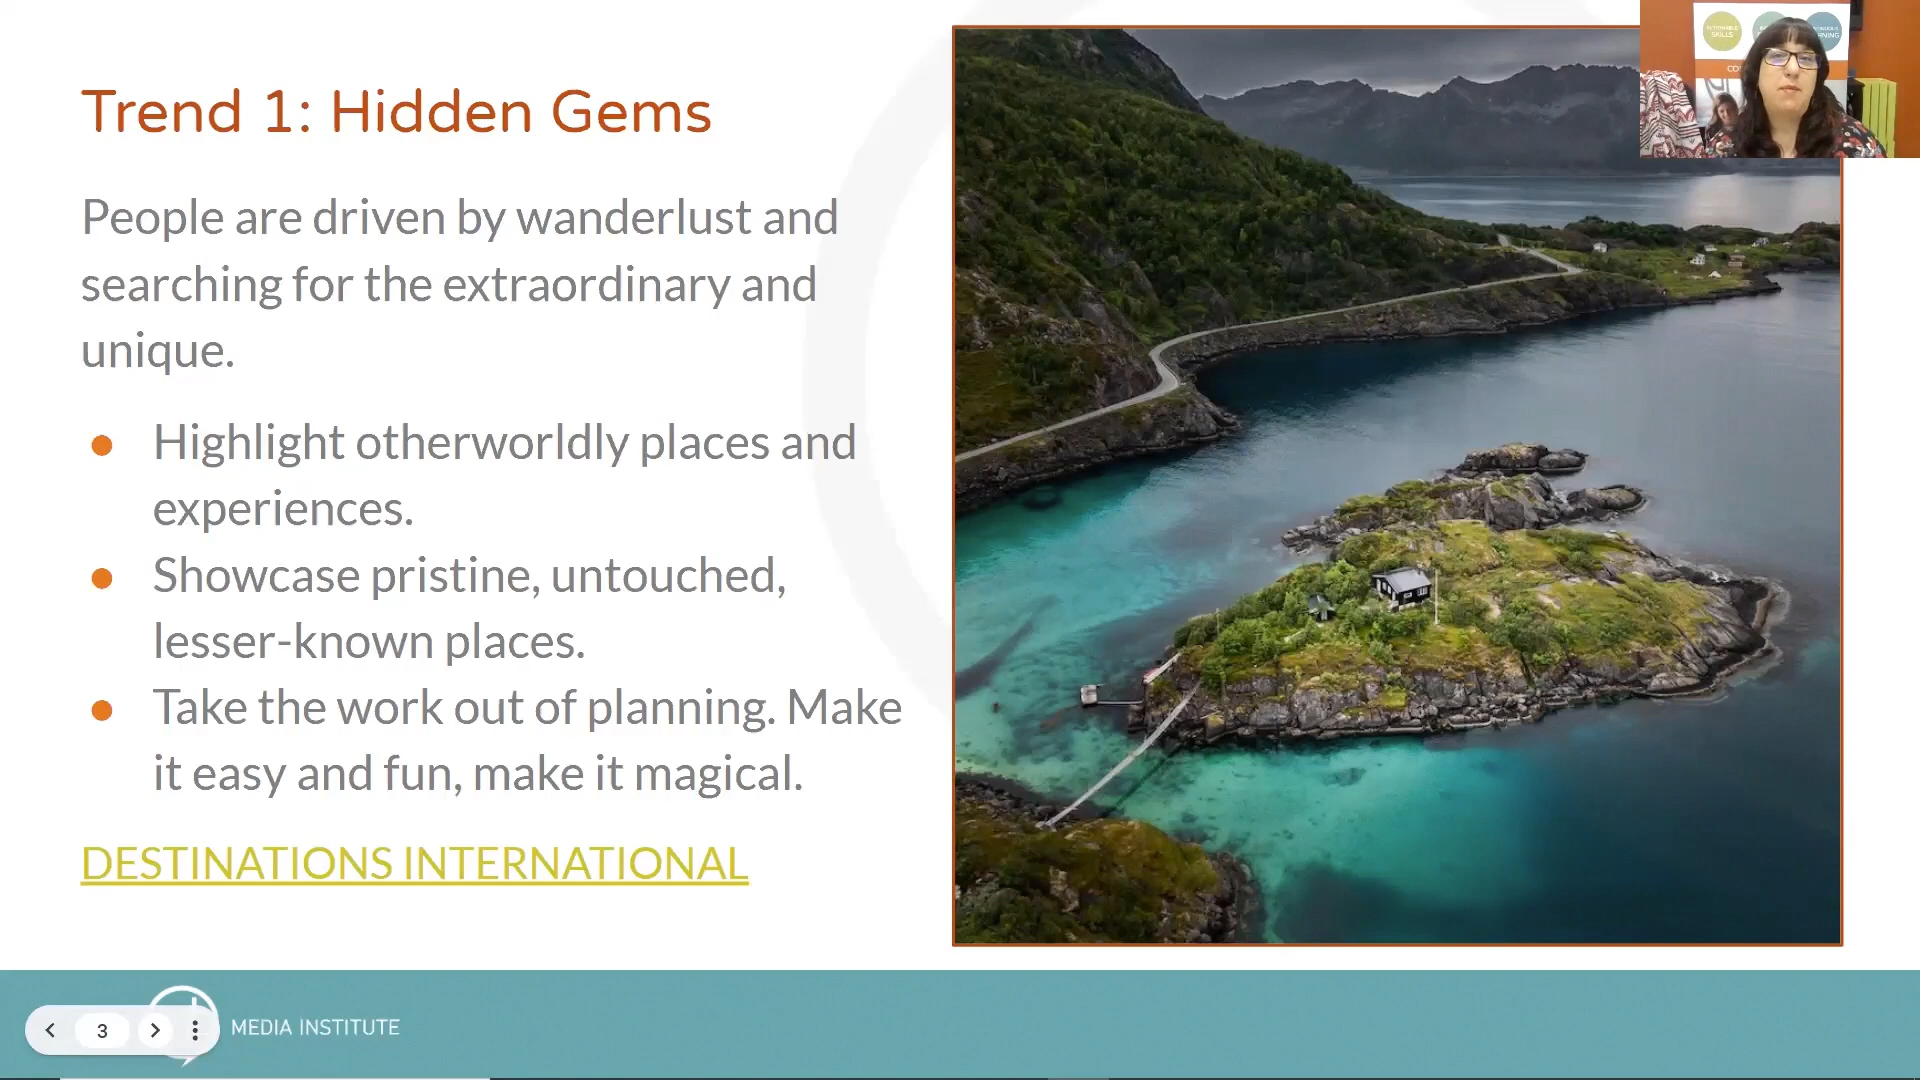 Trend 1: Hidden Gems
People are driven by wanderlust and
searching for the extraordinary and
unique.
Highlight otherworldly places and
experiences.
Showcase pristine, untouched,
lesser-known places.
Take the work out of planning. Make
it easy and fun, make it magical.
DESTINATIONS INTERNATIONAL
3
MEDIA INSTITUTE
SKILLS